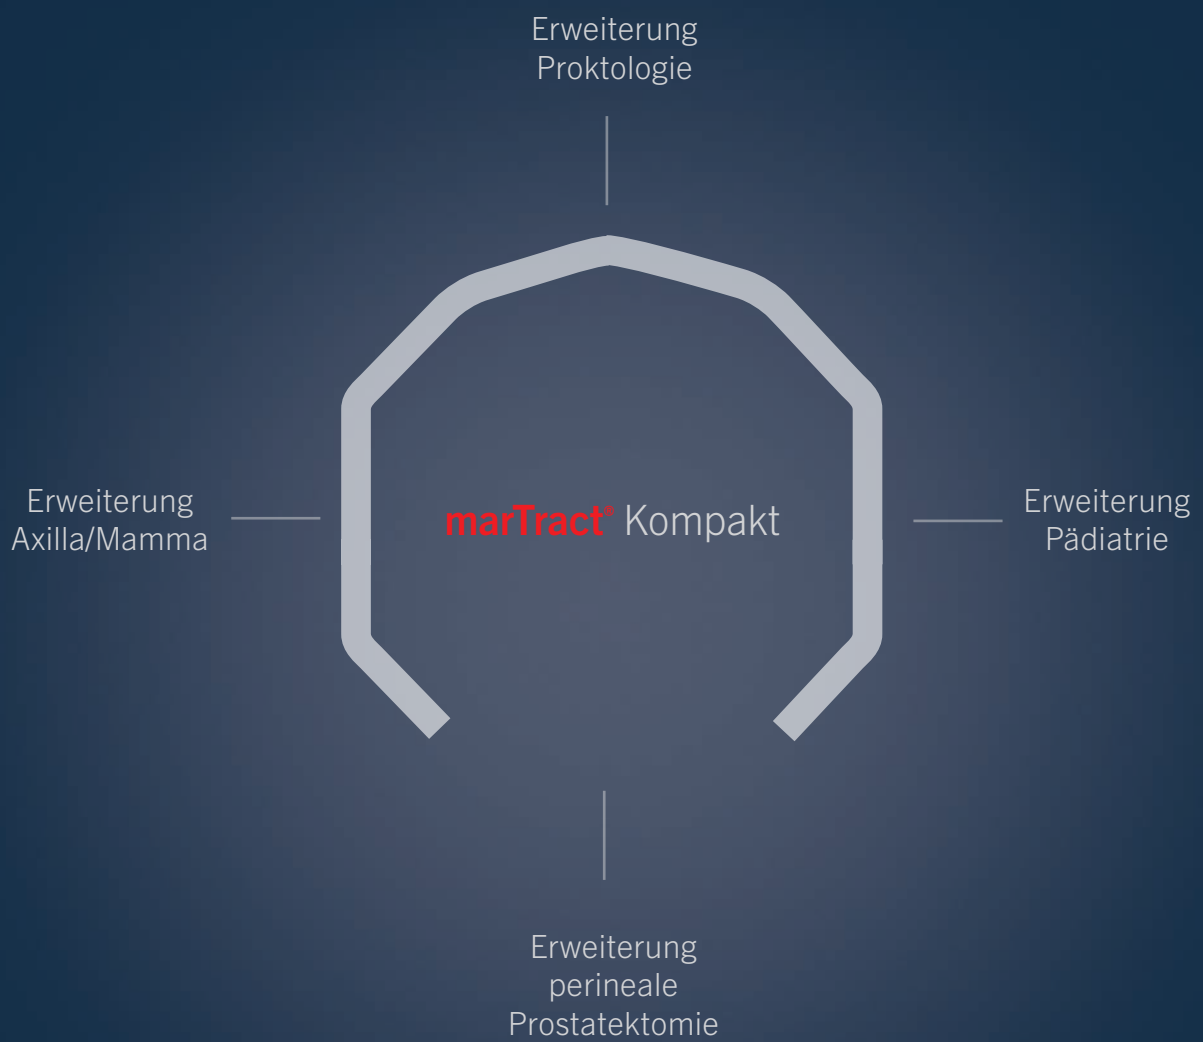 Erweiterung
Proktologie
Erweiterung
Axilla/Mamma
marTract® Kompakt
Erweiterung
Pädiatrie
Erweiterung
perineale
Prostatektomie